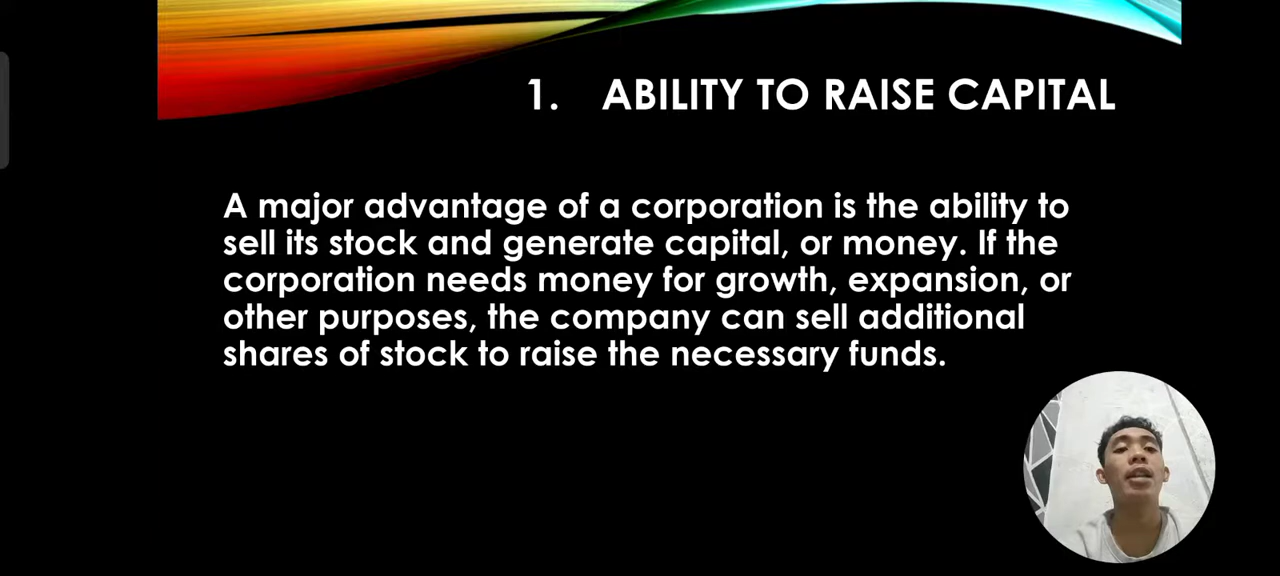 1. ABILITY TO RAISE CAPITAL
A major advantage of a corporation is the ability to
sell its stock and generate capital, or money. If the
corporation needs money for growth, expansion, or
other purposes, the company can sell additional
shares of stock to raise the necessary funds.